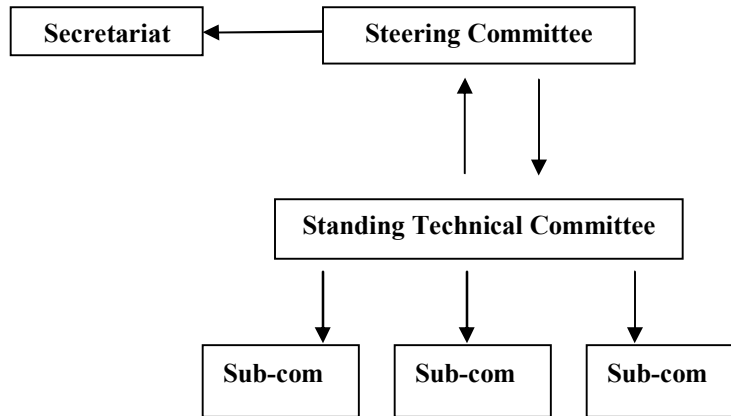 Secretariat
Steering Committee
Standing Technical Committee
Sub-com
Sub-com
Sub-com